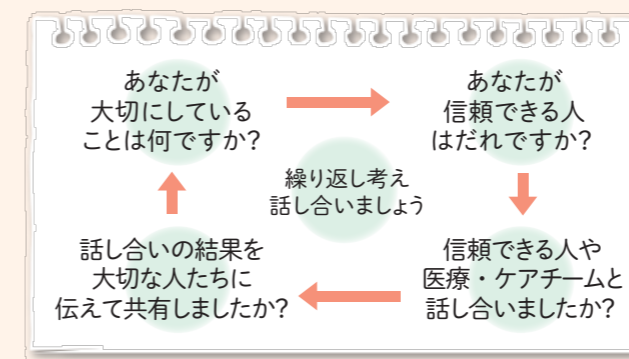 あなたが
大切にしている
ことは何ですか?
あなたが
信頼できる人
はだれですか?
繰り返し考え
話し合いましょう
話し合いの結果を
大切な人たちに
伝えて共有しましたか?
信頼できる人や
医療・ケアチームと
話し合いましたか?